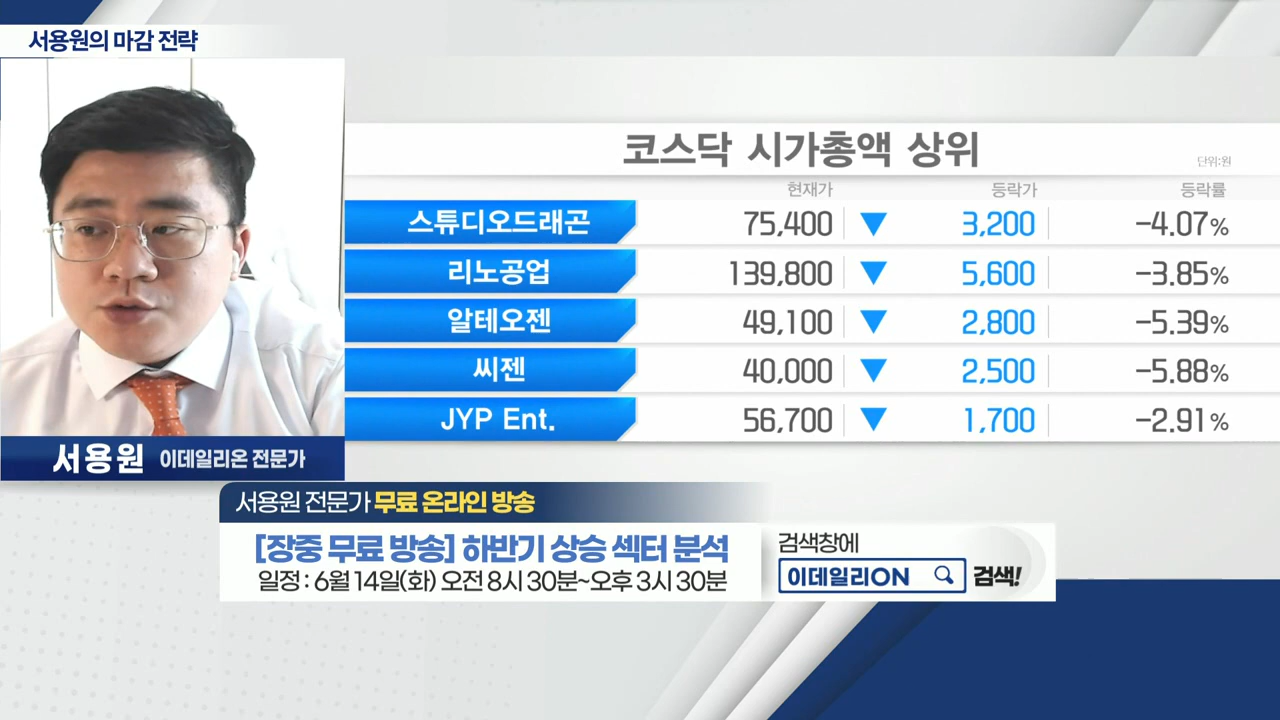 서용원의 마감 전략
코스닥 시가총액 상위
단위:원
현재가 등락가 등락률
스튜디오드래곤 75,400 ▼ 3,200 -4.07%
리노공업 139,800 ▼ 5,600 -3.85%
알테오젠 49,100 ▼ 2,800 -5.39%
씨젠 40,000 ▼ 2,500 -5.88%
JYP Ent. 56,700 ▼ 1,700 -2.91%
서용원 이데일리온 전문가
서용원 전문가 무료 온라인 방송
[장중 무료 방송] 하반기 상승 섹터 분석
일정 : 6월 14일(화) 오전 8시 30분~오후 3시 30분
검색창에
이데일리ON 검색!